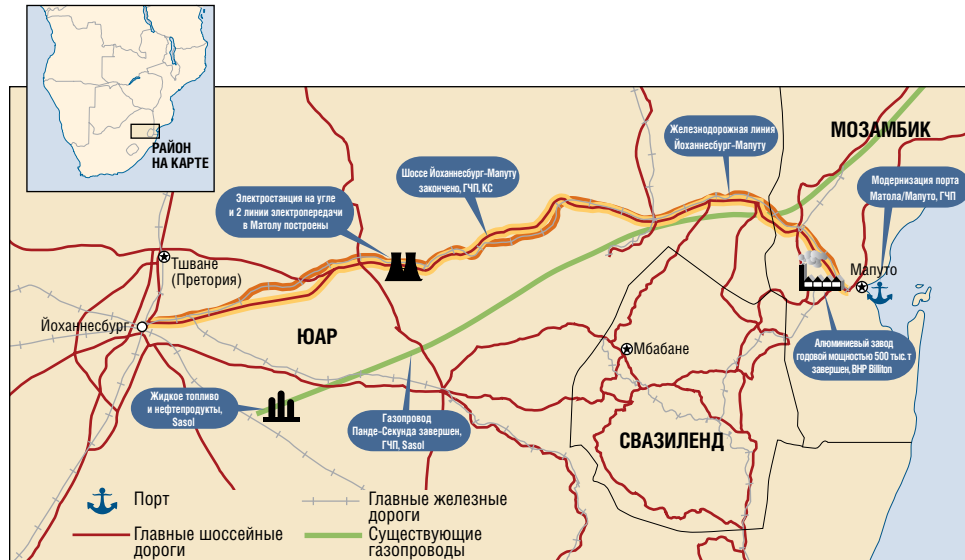 РАЙОН
НА КАРТЕ
МОЗАМБИК
Железнодорожная линия
Йоханнесбург-Мапуту
Шоссе Йоханнесбург-Мапуту
закончено, ГЧП, КС
Модернизация порта
Матола/Мапуто, ГЧП
Электростанция на угле
и 2 линии электропередачи
в Матолу построены
Тшване
(Претория)
Мапуто
Йоханнесбург
ЮАР
Мбабане
Алюминиевый завод
годовой мощностью 500 тыс. т
завершен, BHP Billiton
Жидкое топливо
и нефтепродукты,
Sasol
Газопровод
Панде-Секунда завершен,
ГЧП, Sasol
СВАЗИЛЕНД
Порт
Главные железные
дороги
Главные шоссейные
дороги
Существующие
газопроводы